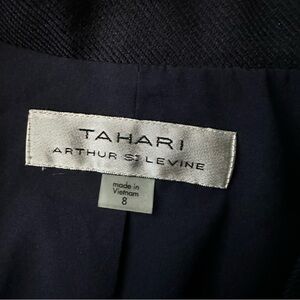 TAHARI
ARTHUR S. LEVINE
made in
Vietnam
8